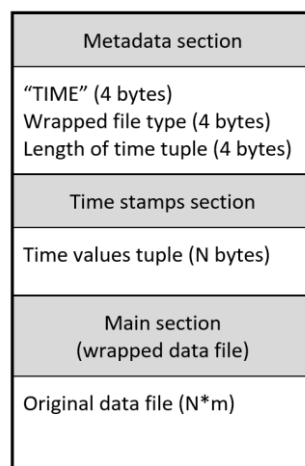 Metadata section
“TIME” (4 bytes)
Wrapped file type (4 bytes)
Length of time tuple (4 bytes)
Time stamps section
Time values tuple (N bytes)
Main section
(wrapped data file)
Original data file (N*m)